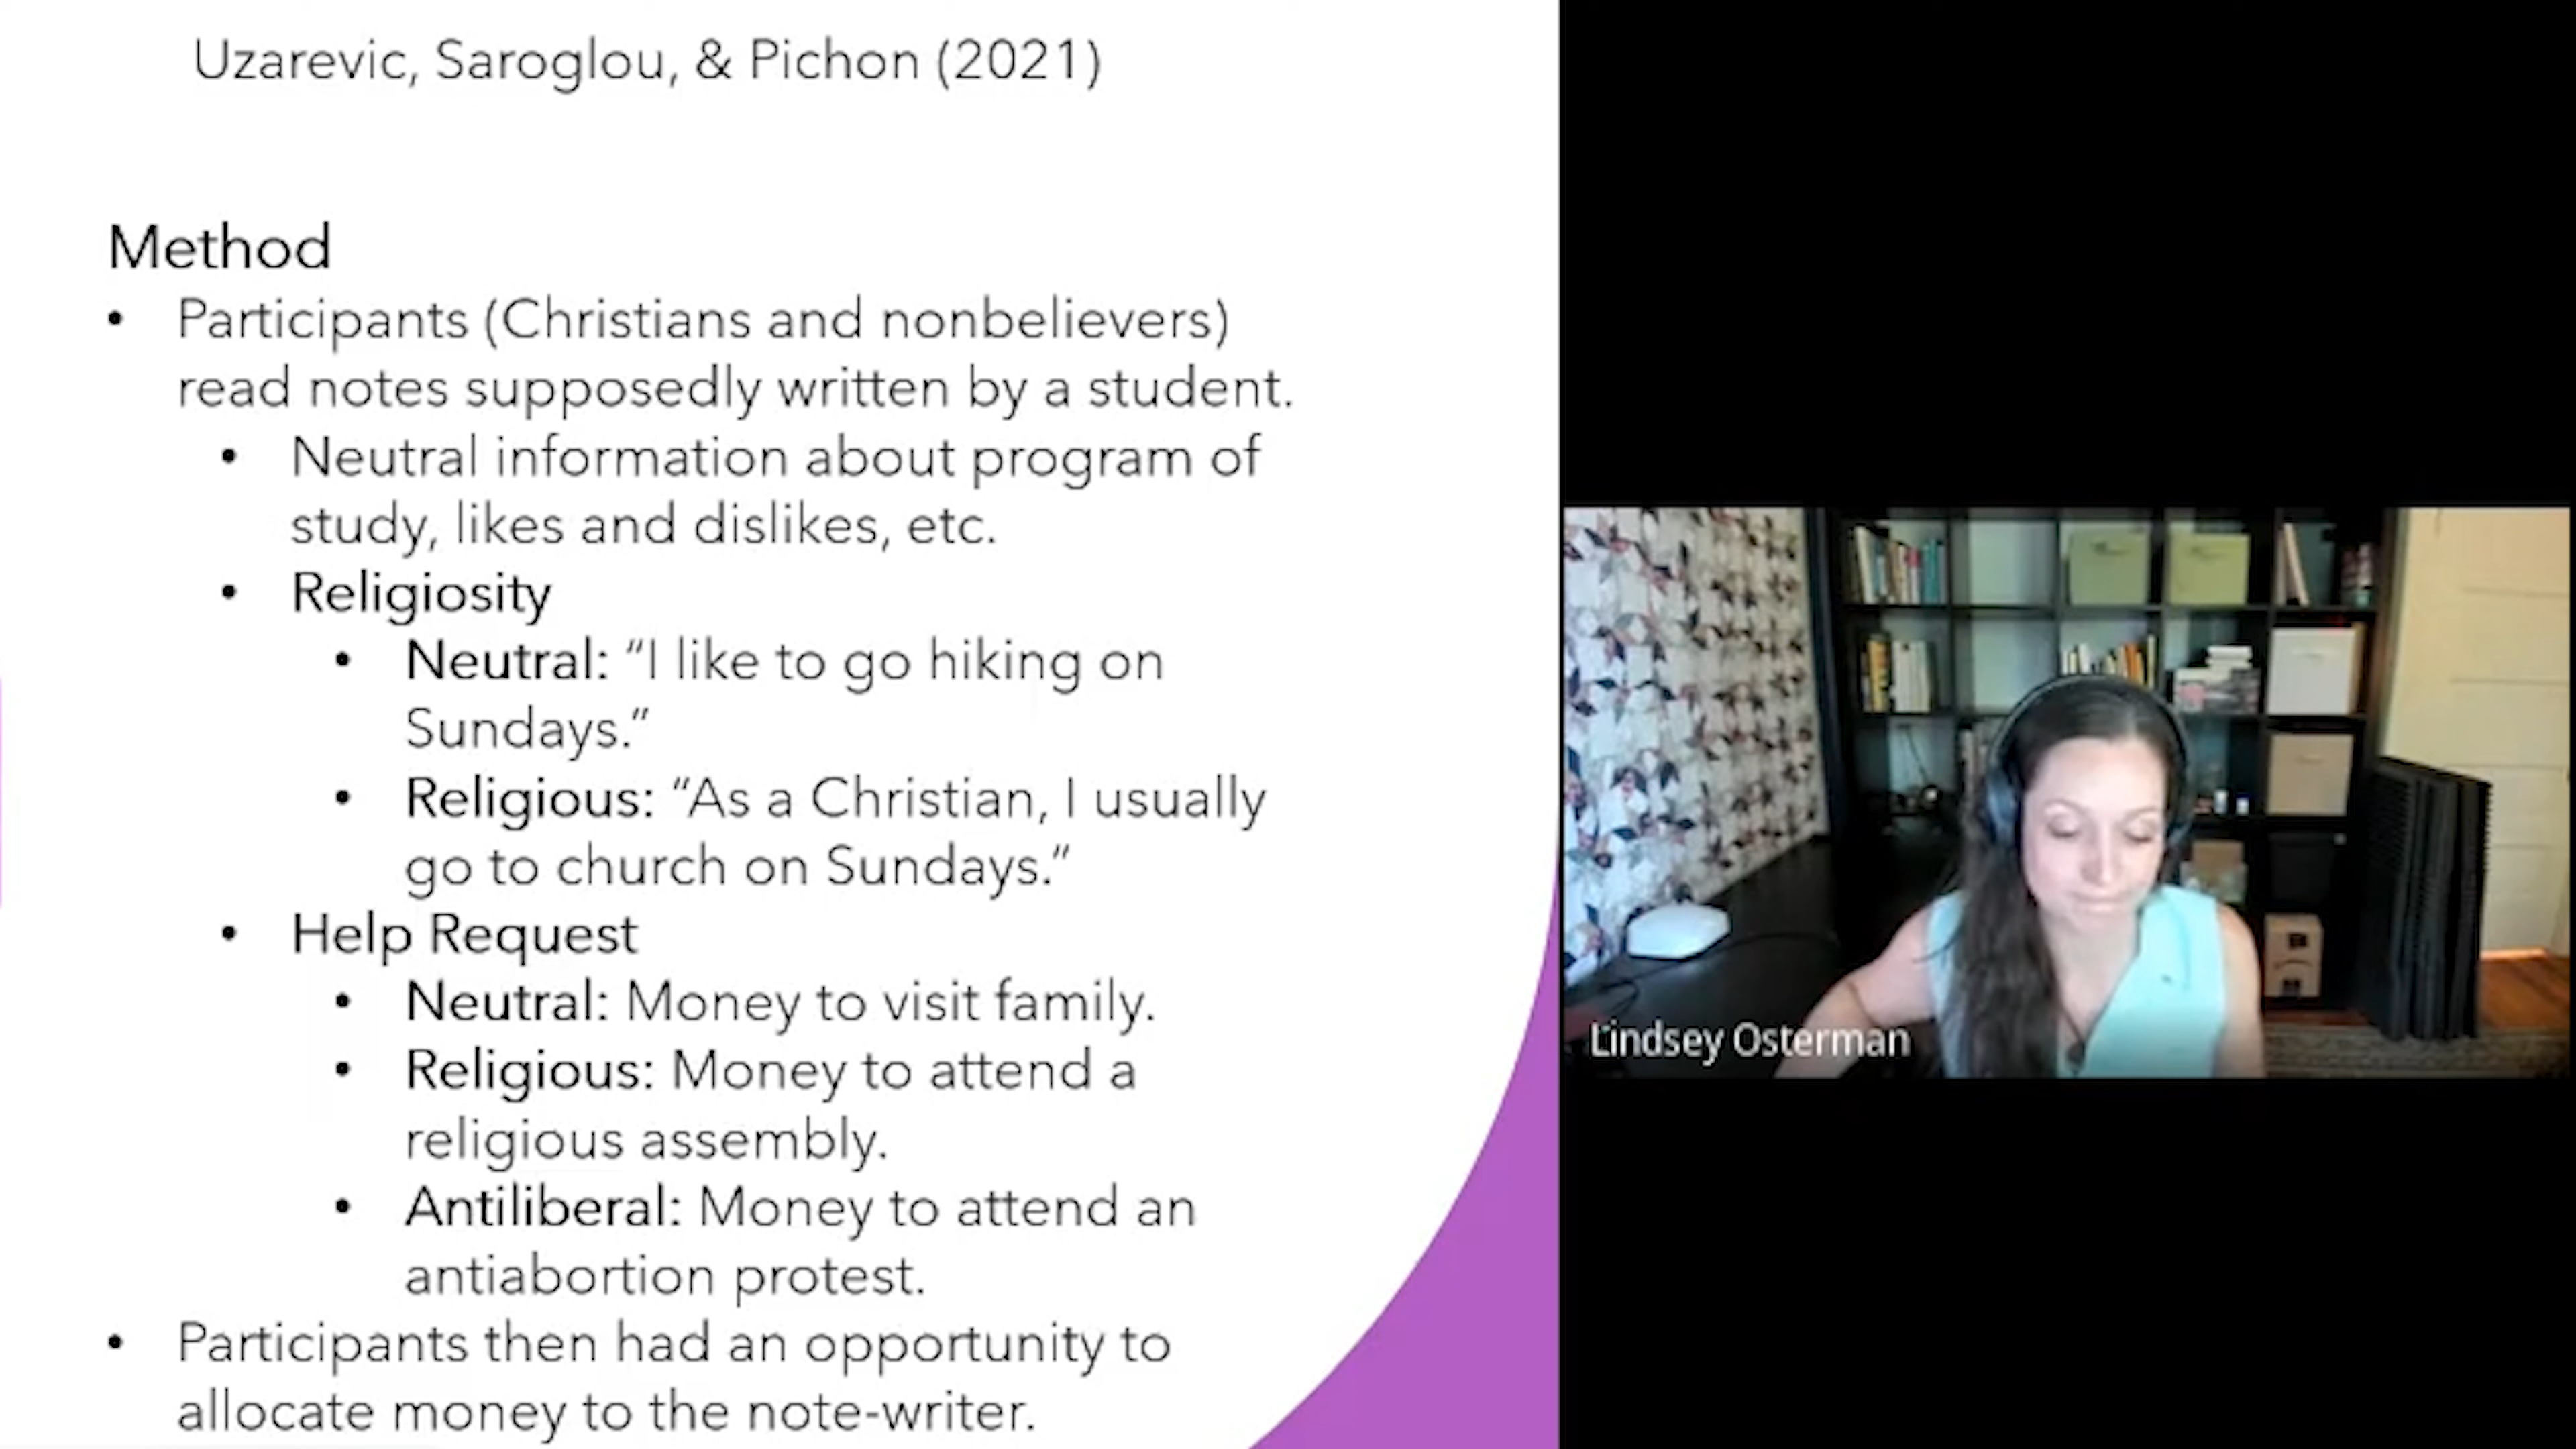 Uzarevic, Saroglou, & Pichon (2021)
Method
• Participants (Christians and nonbelievers)
read notes supposedly written by a student.
• Neutral information about program of
study, likes and dislikes, etc.
• Religiosity
• Neutral: “I like to go hiking on
Sundays.”
• Religious: “As a Christian, I usually
go to church on Sundays.”
• Help Request
• Neutral: Money to visit family.
• Religious: Money to attend a
religious assembly.
• Antiliberal: Money to attend an
antiabortion protest.
• Participants then had an opportunity to
allocate money to the note-writer.
Lindsey Osterman